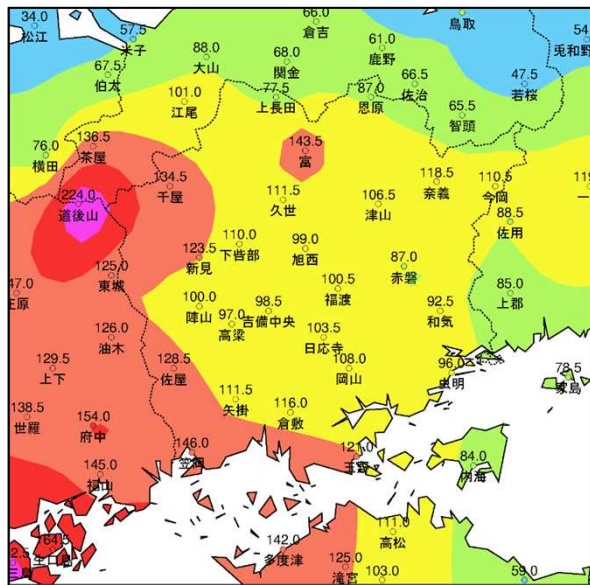 34.0
松江
57.5
米子
66.0
倉吉
鳥取
54.
兎和野
88.0
大山
68.0
関金
61.0
鹿野
67.5
伯太
101.0
江尾
77.5
上長田
87.0
恩原
66.5
佐治
47.5
若桜
65.5
智頭
76.0
横田
136.5
茶屋
143.5
富
134.5
千屋
118.5
奈義
110.5
今岡
119
一
224.0
道後山
111.5
久世
106.5
津山
88.5
佐用
110.0
下呰部
99.0
旭西
123.5
新見
87.0
赤磐
125.0
東城
47.0
庄原
100.5
福渡
85.0
上郡
100.0
陣山
97.0
高梁
98.5
吉備中央
92.5
和気
126.0
油木
103.5
日応寺
129.5
上下
128.5
佐屋
108.0
岡山
96.0
虫明
78.5
家島
111.5
矢掛
116.0
倉敷
138.5
世羅
154.0
府中
146.0
笠岡
121.0
玉野
84.0
内海
145.0
福山
111.0
高松
64.5
生口島
2.5
142.0
多度津
125.0
滝宮
103.0
59.0